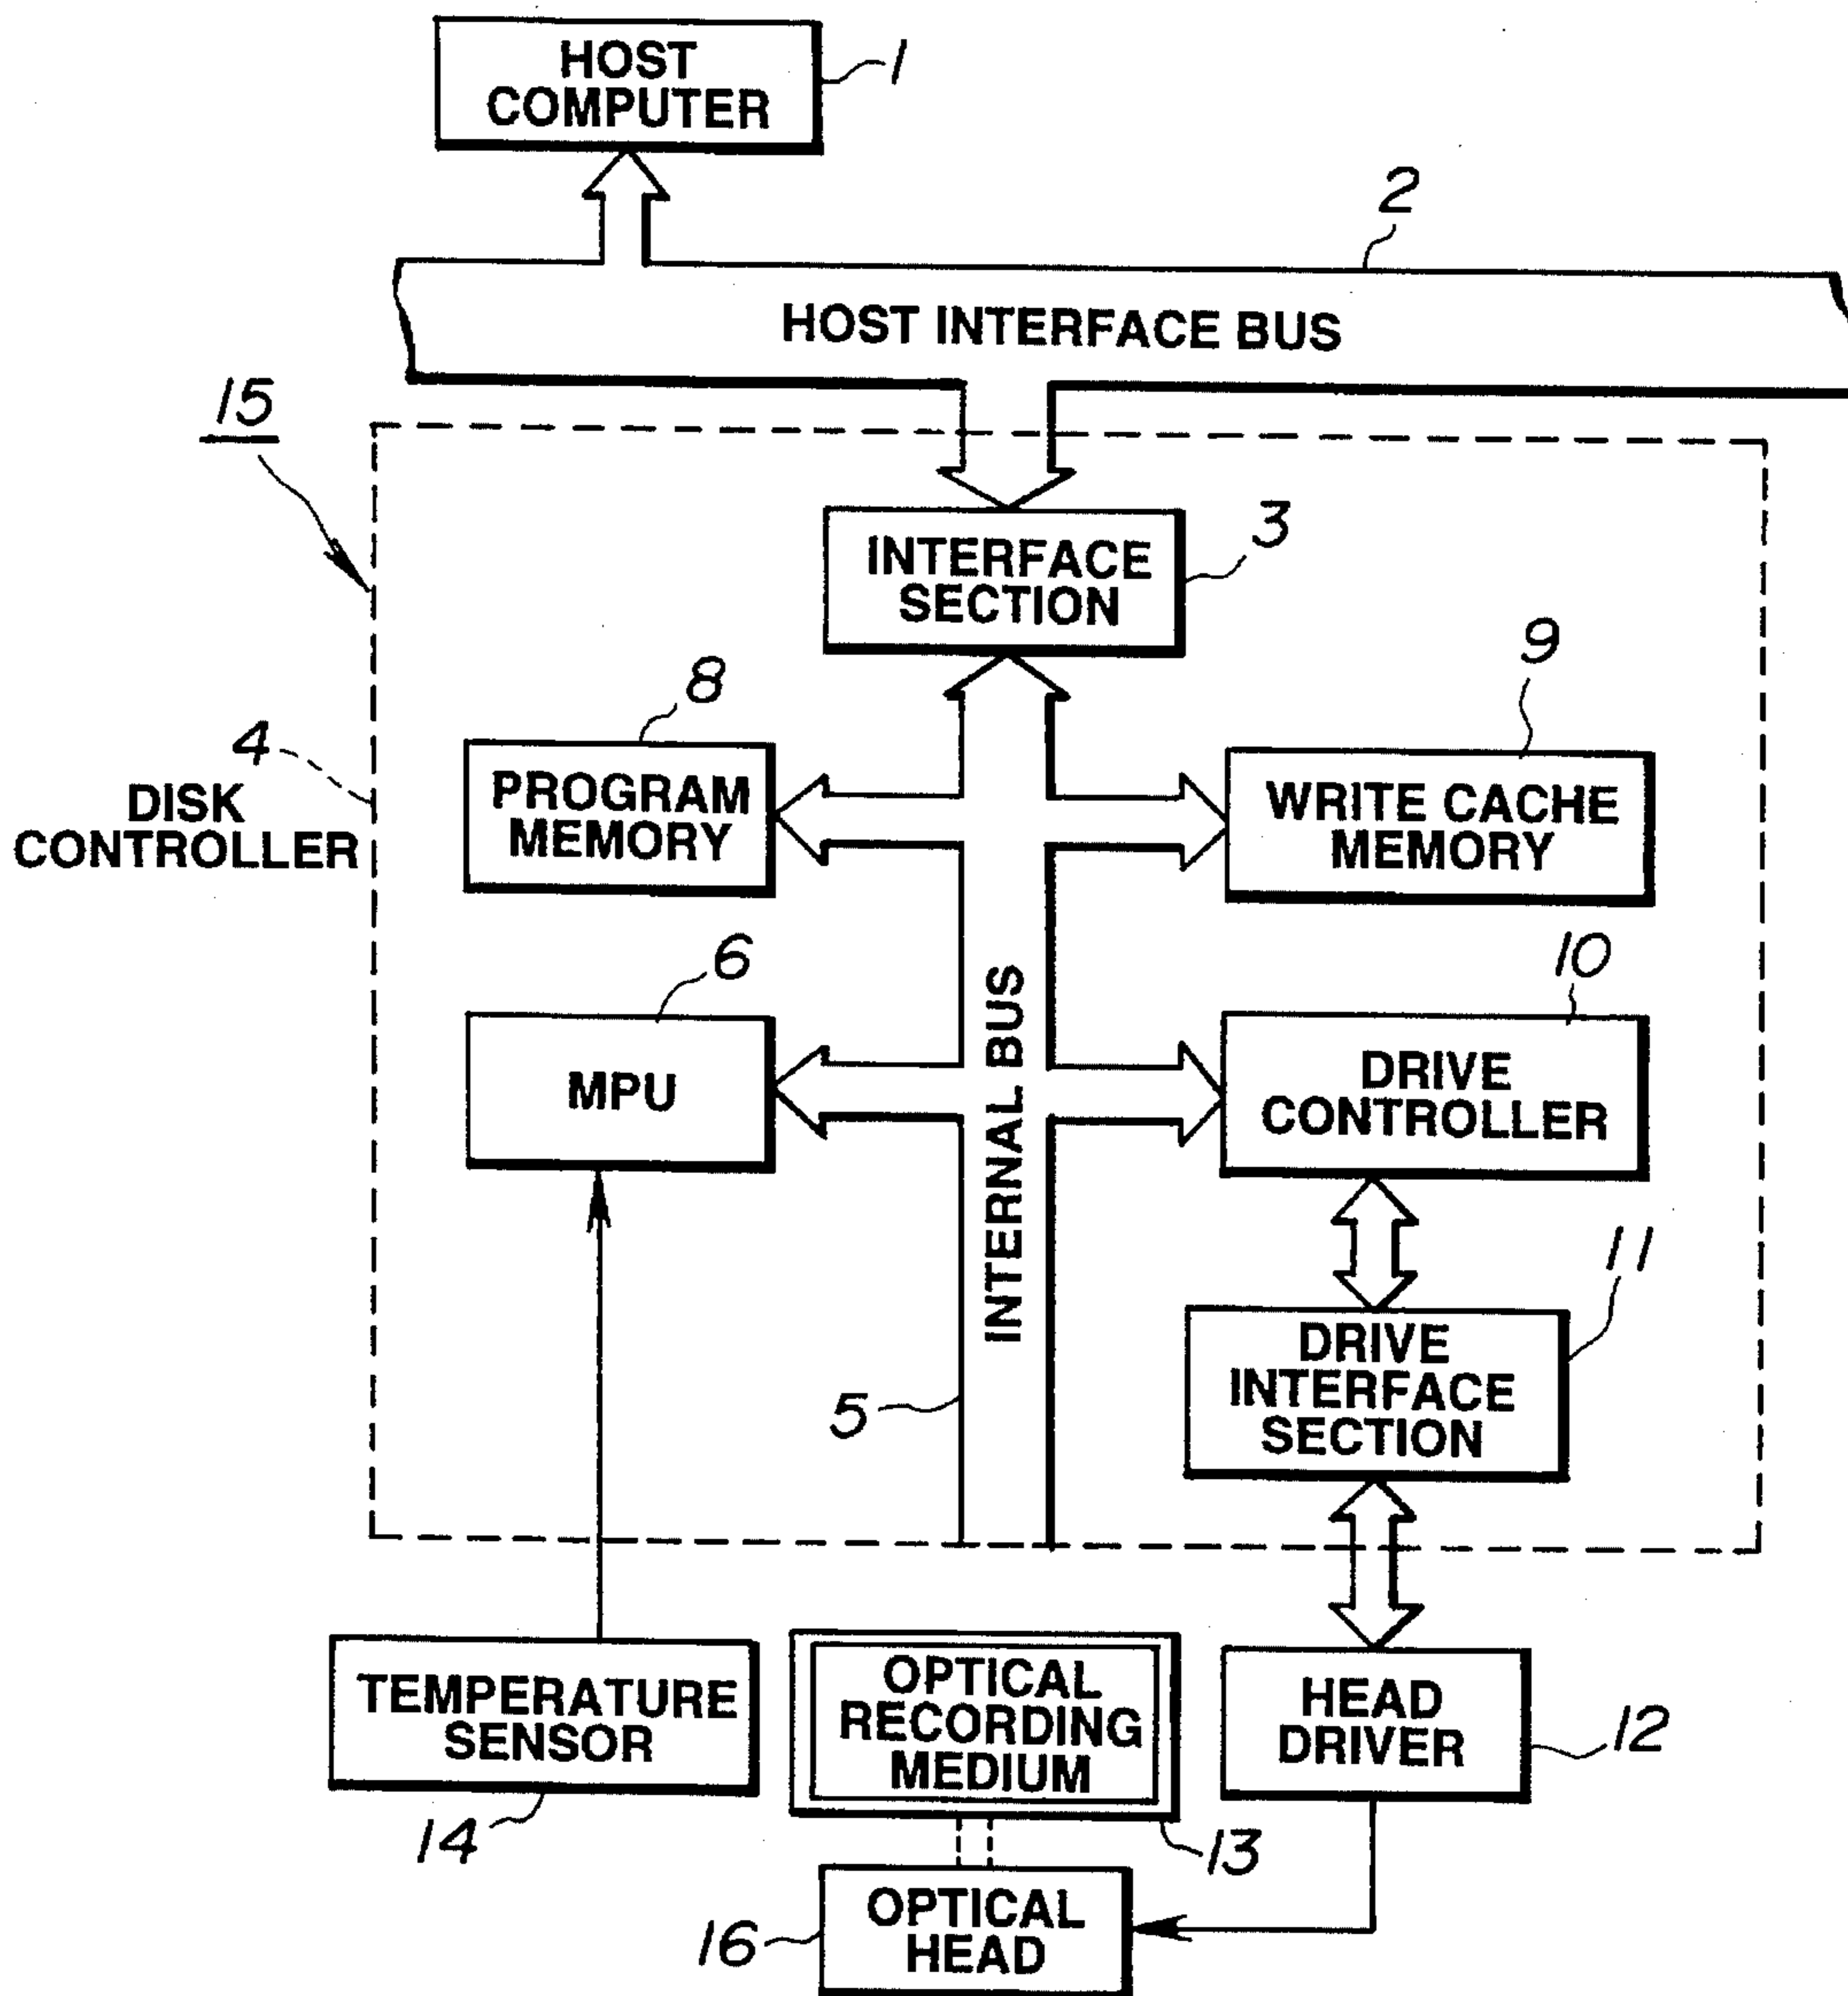 HOST
COMPUTER
1
2
HOST INTERFACE BUS
15
INTERFACE
SECTION
3
4
DISK
CONTROLLER
8
PROGRAM
MEMORY
9
WRITE CACHE
MEMORY
6
MPU
INTERNAL BUS
5
10
DRIVE
CONTROLLER
11
DRIVE
INTERFACE
SECTION
TEMPERATURE
SENSOR
14
OPTICAL
RECORDING
MEDIUM
13
HEAD
DRIVER
12
16
OPTICAL
HEAD